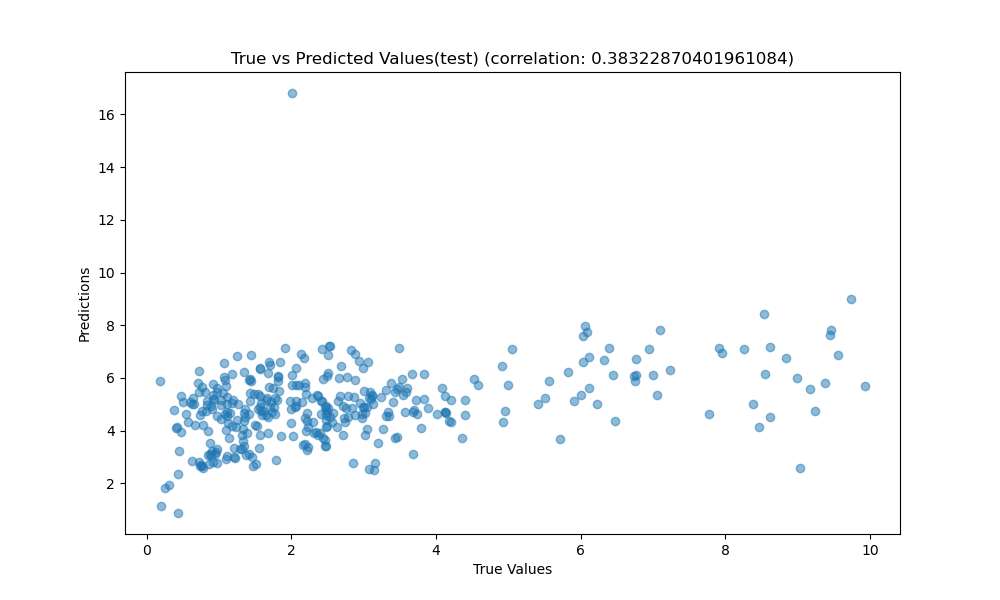 True vs Predicted Values(test) (correlation: 0.38322870401961084)
16
14
12
10
8
6
4
2
Predictions
0 2 4 6 8 10
True Values